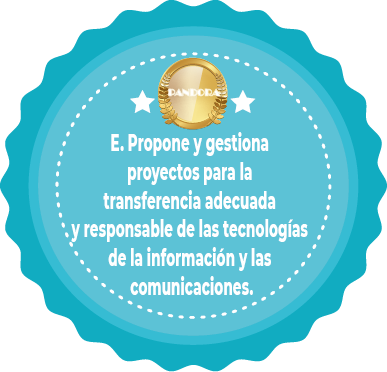 PANDORA
E. Propone y gestiona
proyectos para la
transferencia adecuada
y responsable de las tecnologías
de la información y las
comunicaciones.